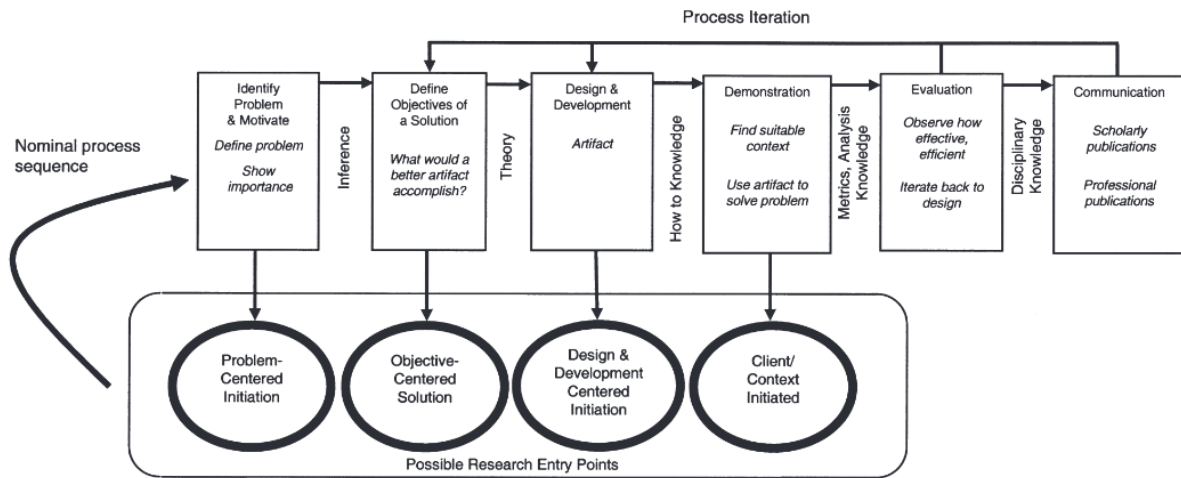 Process Iteration
Nominal process
sequence
Identify
Problem
& Motivate
Define problem
Show
importance
Inference
Define
Objectives of
a Solution
What would a
better artifact
accomplish?
Theory
Design &
Development
Artifact
How to Knowledge
Demonstration
Find suitable
context
Use artifact to
solve problem
Metrics, Analysis
Knowledge
Evaluation
Observe how
effective,
efficient
Iterate back to
design
Disciplinary
Knowledge
Communication
Scholarly
publications
Professional
publications
Problem-
Centered
Initiation
Objective-
Centered
Solution
Design &
Development
Centered
Initiation
Client/
Context
Initiated
Possible Research Entry Points